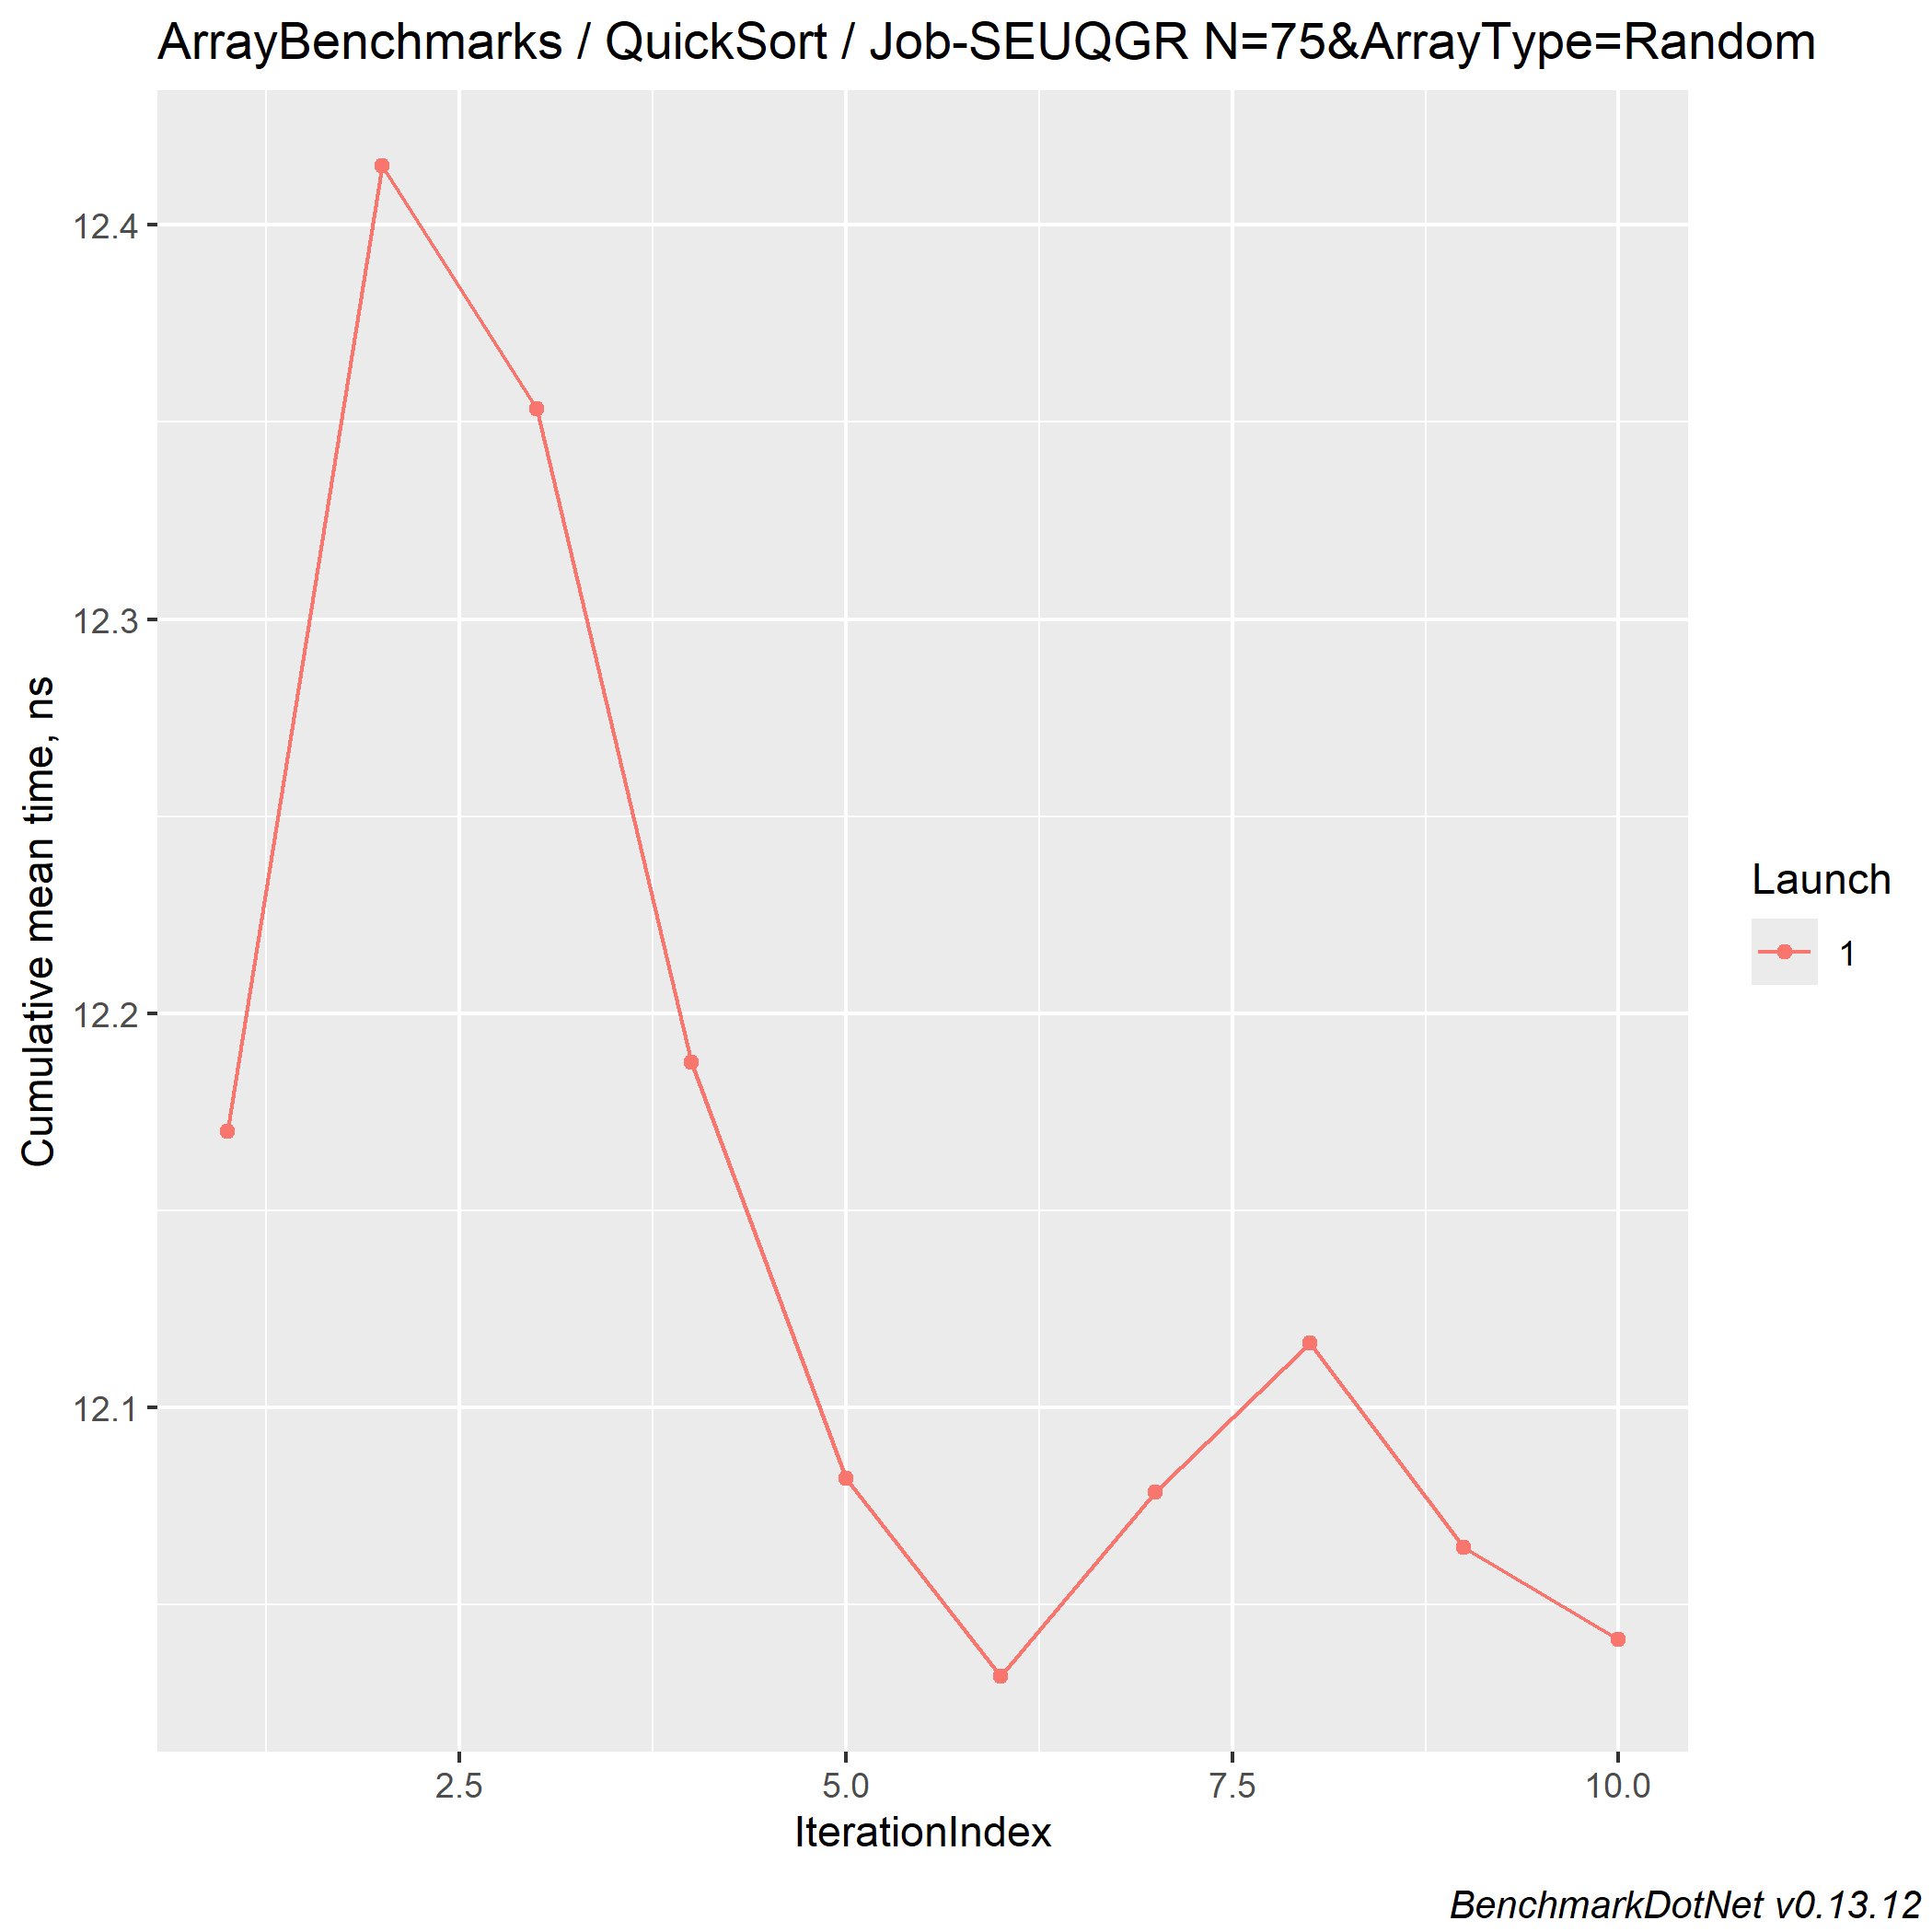 ArrayBenchmarks / QuickSort / Job-SEUQGR N=75&ArrayType=Random
Cumulative mean time, ns
12.4
12.3
12.2
12.1
2.5 5.0 7.5 10.0
IterationIndex
Launch
1
BenchmarkDotNet v0.13.12